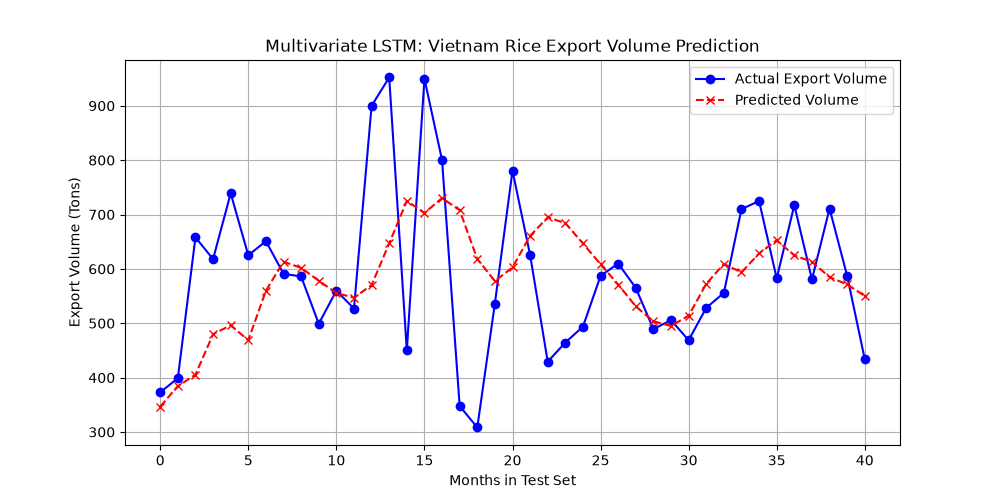 Multivariate LSTM: Vietnam Rice Export Volume Prediction
Actual Export Volume
Predicted Volume
Export Volume (Tons)
900
800
700
600
500
400
300
0 5 10 15 20 25 30 35 40
Months in Test Set